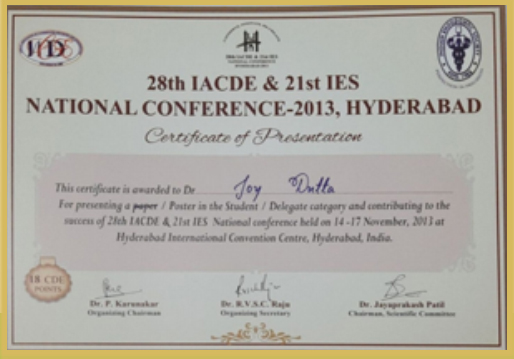 IACDE
28th IACDE & 21st IES
NATIONAL CONFERENCE-2013, HYDERABAD
Certificate of Presentation
This certificate is awarded to Dr Joy Dutta
For presenting a paper / Poster in the Student / Delegate category and contributing to the
success of 28th IACDE & 21st IES National conference held on 14 -17 November, 2013 at
Hyderabad International Convention Centre, Hyderabad, India.
18 CDE
POINTS
Dr. P. Karunakar
Organizing Chairman
Dr. R.V.S.C. Raju
Organizing Secretary
Dr. Jayaprakash Patil
Chairman, Scientific Committee